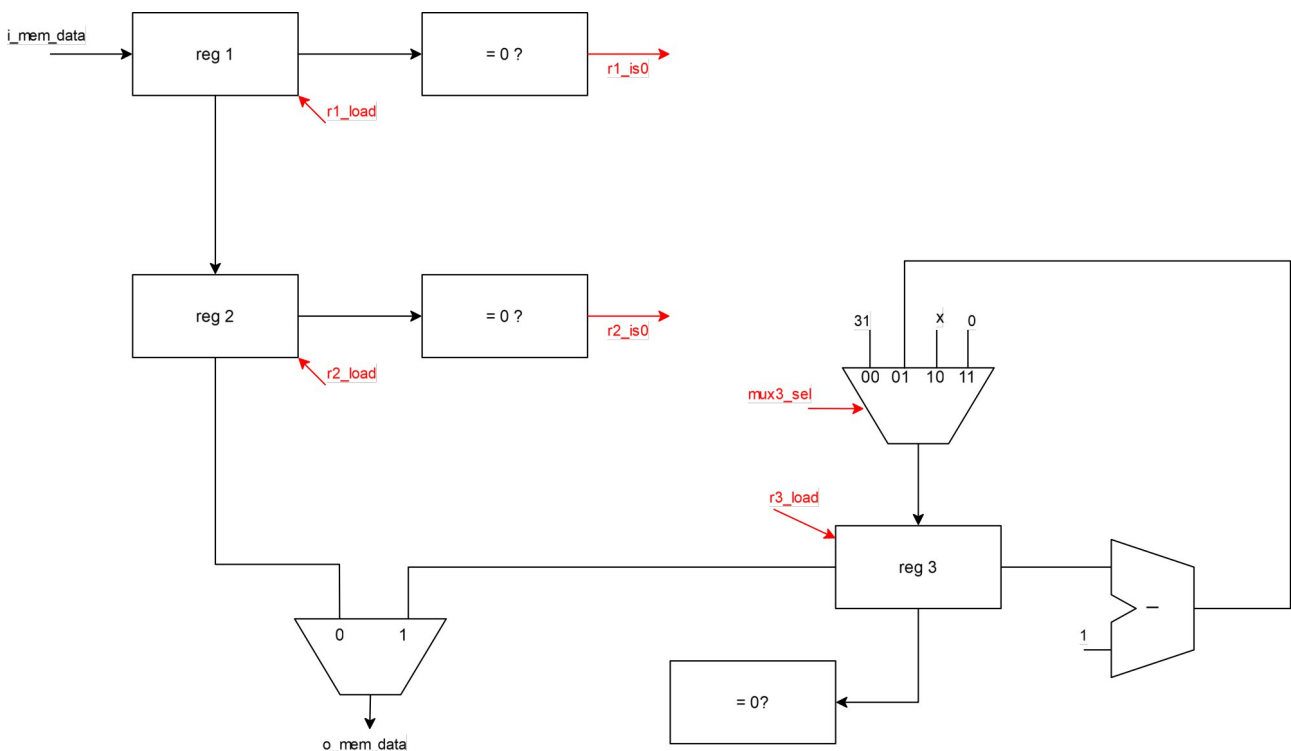 i_mem_data
reg 1
= 0 ?
r1_is0
r1_load
reg 2
= 0 ?
r2_is0
r2_load
31
x
0
00
01
10
11
mux3_sel
r3_load
reg 3
−
1
0
1
= 0?
o_mem_data